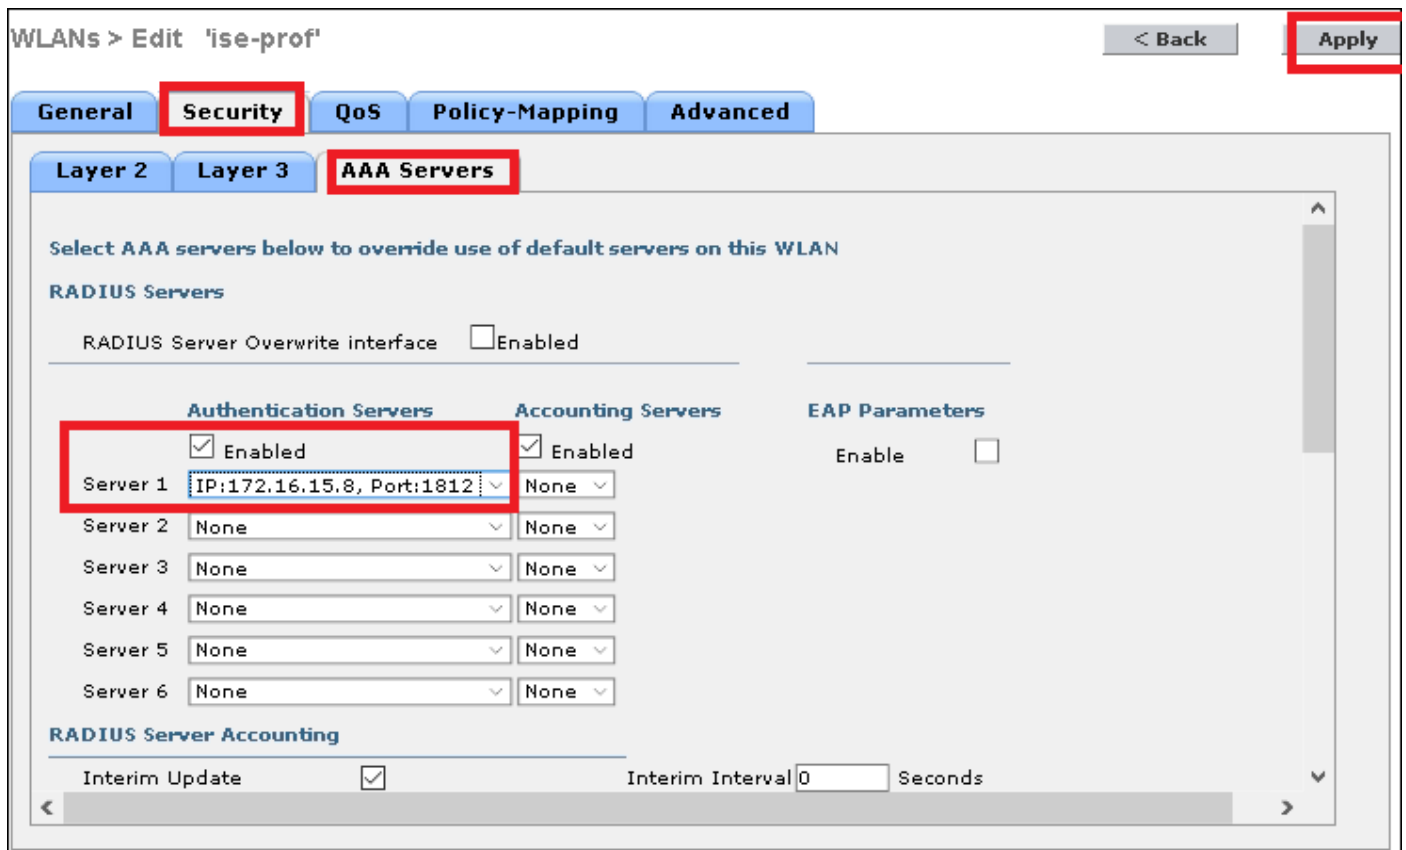 WLANs > Edit 'ise-prof'
< Back
Apply
General
Security
QoS
Policy-Mapping
Advanced
Layer 2
Layer 3
AAA Servers
Select AAA servers below to override use of default servers on this WLAN
RADIUS Servers
RADIUS Server Overwrite interface Enabled
Authentication Servers Accounting Servers EAP Parameters
Enabled Enabled Enable
Server 1 IP:172.16.15.8, Port:1812 None
Server 2 None None
Server 3 None None
Server 4 None None
Server 5 None None
Server 6 None None
RADIUS Server Accounting
Interim Update Interim Interval 0 Seconds